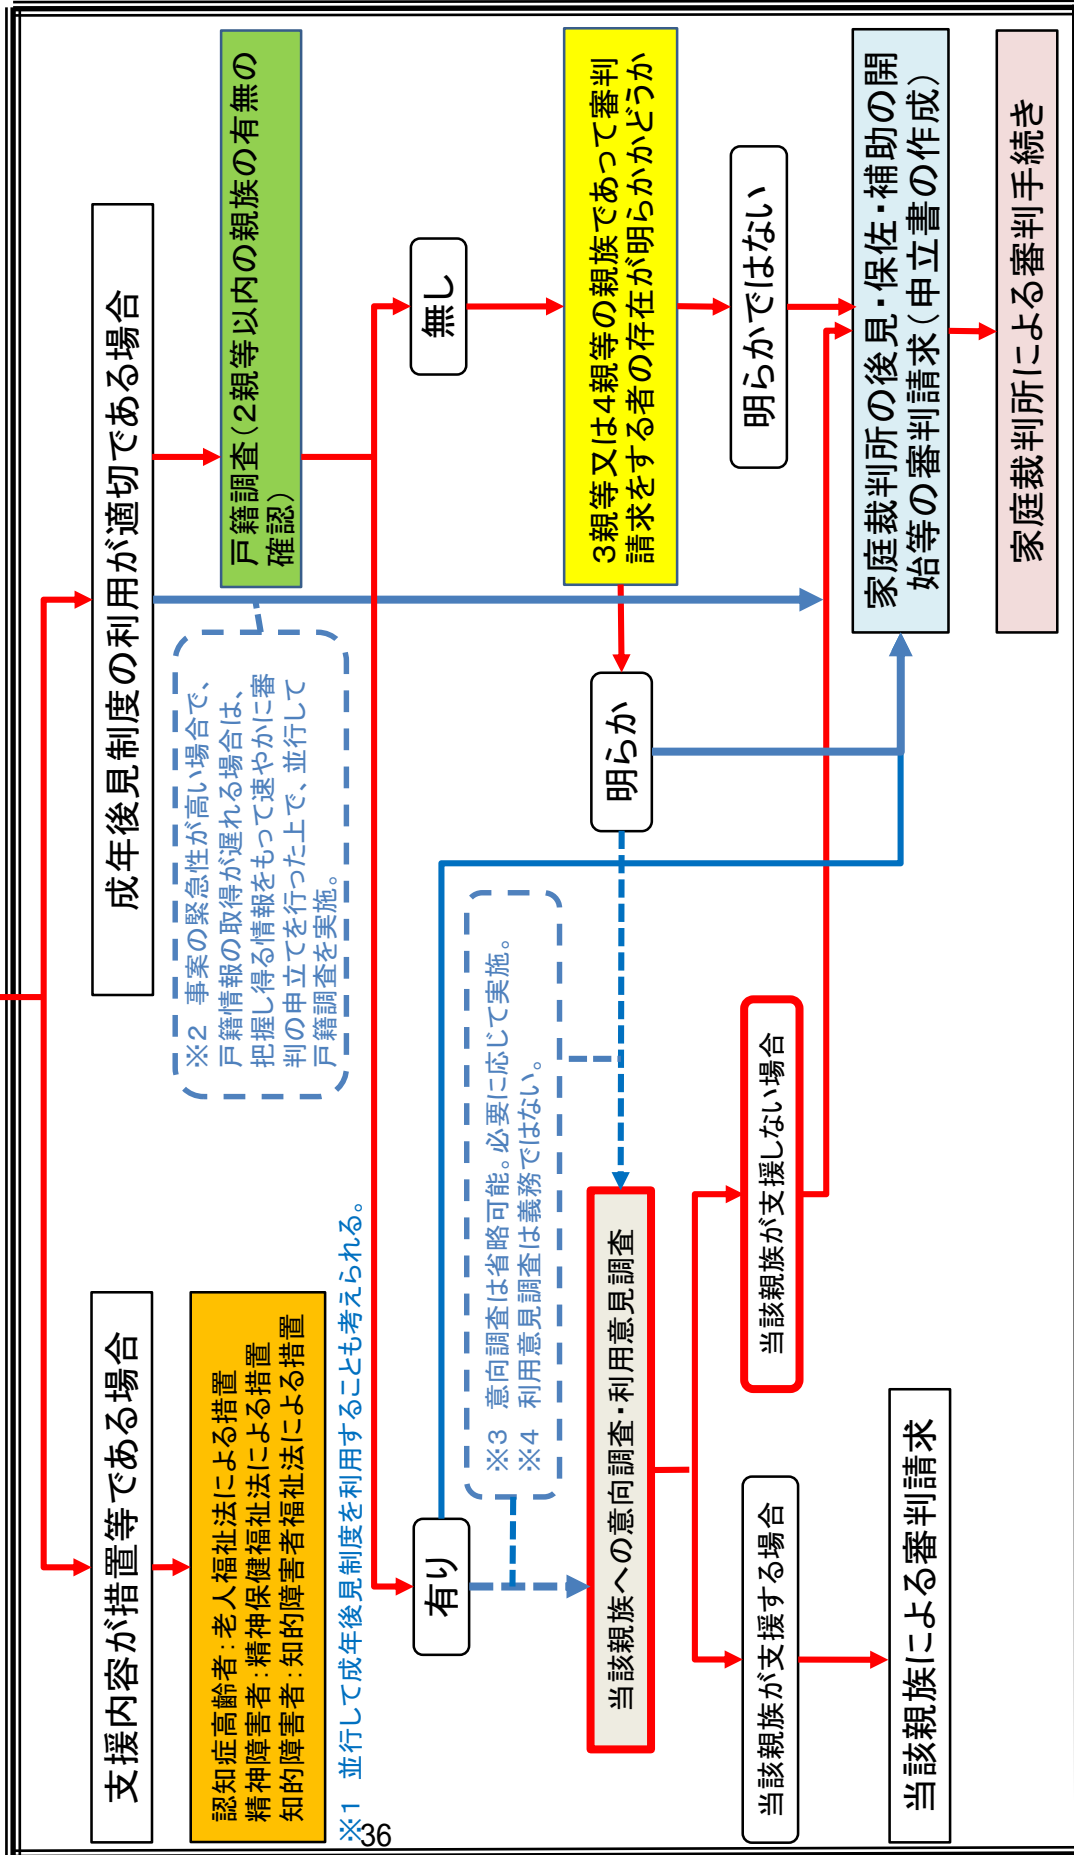 支援内容が措置等である場合
成年後見制度の利用が適切である場合
認知症高齢者：老人福祉法による措置
精神障害者：精神保健福祉法による措置
知的障害者：知的障害者福祉法による措置
※1　並行して成年後見制度を利用することも考えられる。
※2　事案の緊急性が高い場合で、
戸籍情報の取得が遅れる場合は、
把握し得る情報をもって速やかに審
判の申立てを行った上で、並行して
戸籍調査を実施。
戸籍調査（２親等以内の親族の有無の
確認）
有り
無し
※3　意向調査は省略可能。必要に応じて実施。
※4　利用意見調査は義務ではない。
3親等又は４親等の親族であって審判
請求をする者の存在が明らかかどうか
明らか
明らかではない
当該親族への意向調査・利用意見調査
当該親族が支援する場合
当該親族が支援しない場合
当該親族による審判請求
家庭裁判所の後見・保佐・補助の開
始等の審判請求（申立書の作成）
家庭裁判所による審判手続き
36